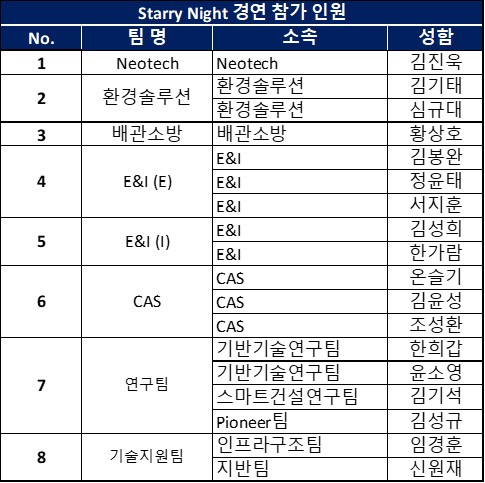 Starry Night 경연 참가 인원
No. 팀 명 소속 성함
1 Neotech Neotech 김진욱
2 환경솔루션 환경솔루션 김기태
환경솔루션 심규대
3 배관소방 배관소방 황상호
4 E&I (E) E&I 김봉완
E&I 정윤태
E&I 서지훈
5 E&I (I) E&I 김성희
E&I 한가람
6 CAS CAS 온슬기
CAS 김윤성
CAS 조성환
7 연구팀 기반기술연구팀 한희갑
기반기술연구팀 윤소영
스마트건설연구팀 김기석
Pioneer팀 김성규
8 기술지원팀 인프라구조팀 임경훈
지반팀 신원재